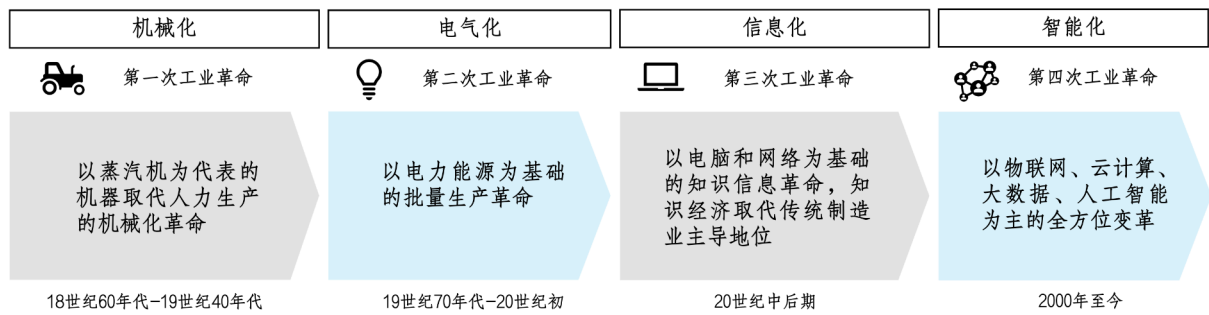 机械化
电气化
信息化
智能化
第一次工业革命
第二次工业革命
第三次工业革命
第四次工业革命
以蒸汽机为代表的
机器取代人力生产
的机械化革命
以电力能源为基础
的批量生产革命
以电脑和网络为基础
的知识信息革命，知
识经济取代传统制造
业主导地位
以物联网、云计算、
大数据、人工智能
为主的全方位变革
18世纪60年代-19世纪40年代
19世纪70年代-20世纪初
20世纪中后期
2000年至今